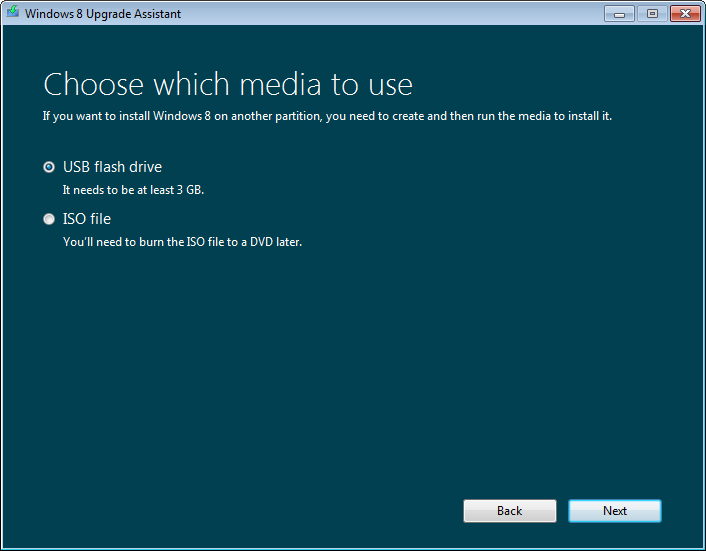 Windows 8 Upgrade Assistant
Choose which media to use
If you want to install Windows 8 on another partition, you need to create and then run the media to install it.
USB flash drive
It needs to be at least 3 GB.
ISO file
You'll need to burn the ISO file to a DVD later.
Back Next